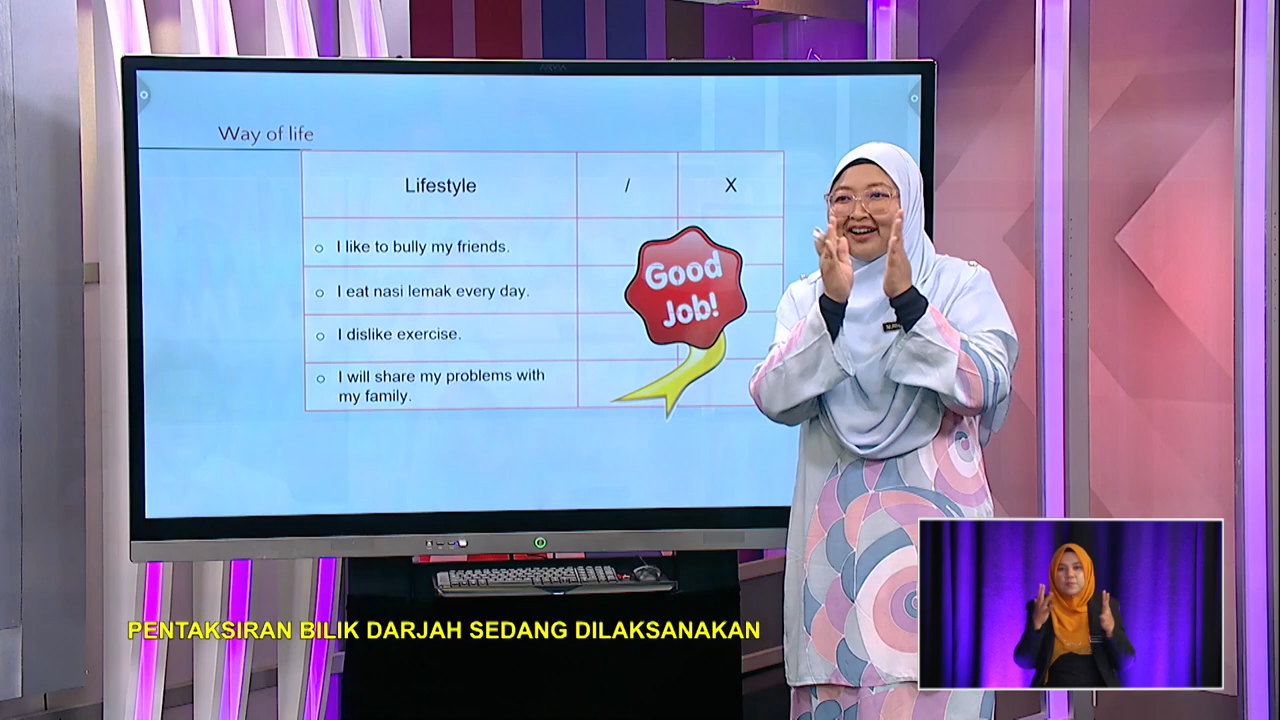 Way of life
Lifestyle / X
o I like to bully my friends.
o I eat nasi lemak every day.
o I dislike exercise.
o I will share my problems with
my family.
Good
Job!
PENTAKSIRAN BILIK DARJAH SEDANG DILAKSANAKAN